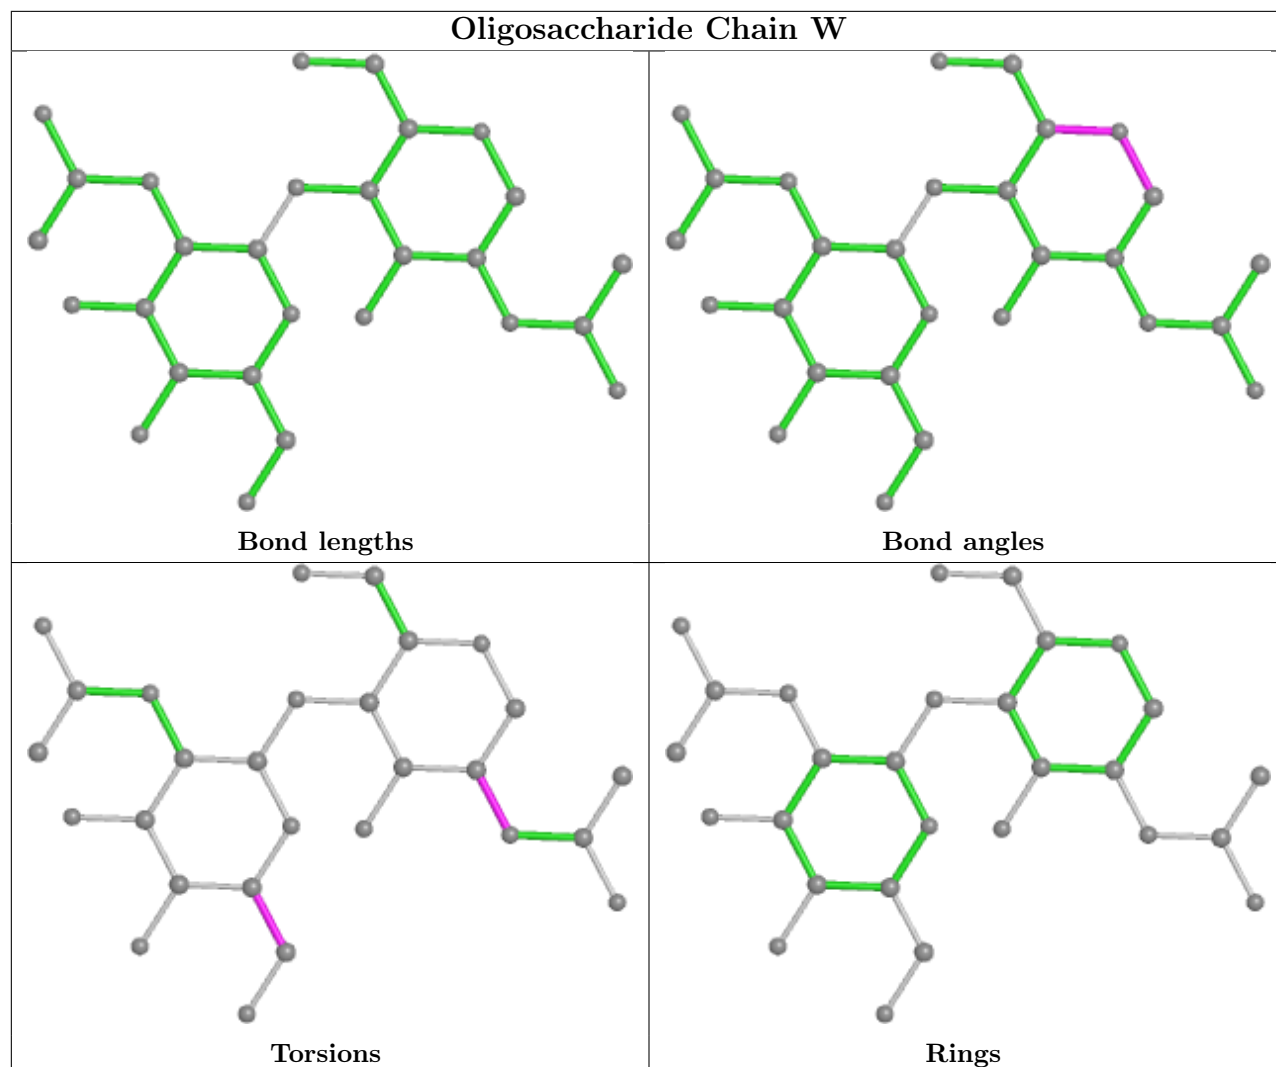 Oligosaccharide Chain W
Bond lengths
Bond angles
Torsions
Rings